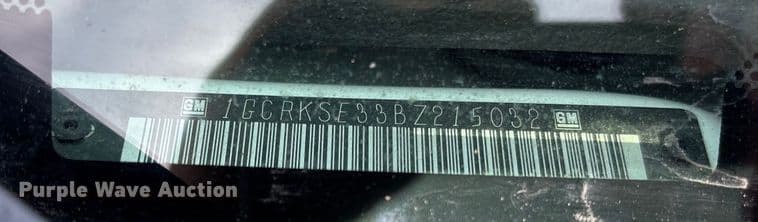 GM 1GCRKSE33BZ215032 GM
Purple Wave Auction